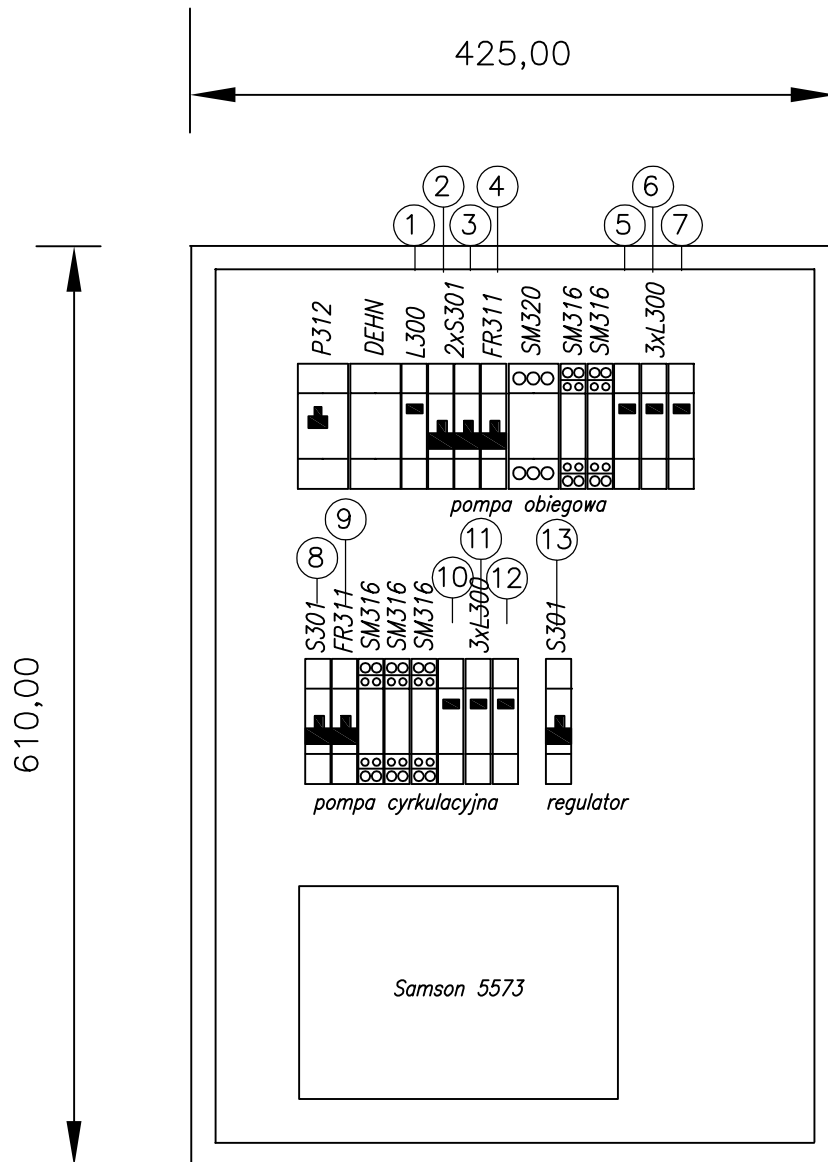 425,00
2
4
6
1
3
5
7
P312
DEHN
L300
2xS301
FR311
SM320
SM316
SM316
3xL300
pompa obiegowa
8
9
10
11
12
13
S301
FR311
SM316
SM316
SM316
3xL300
S301
610,00
pompa cyrkulacyjna
regulator
Samson 5573